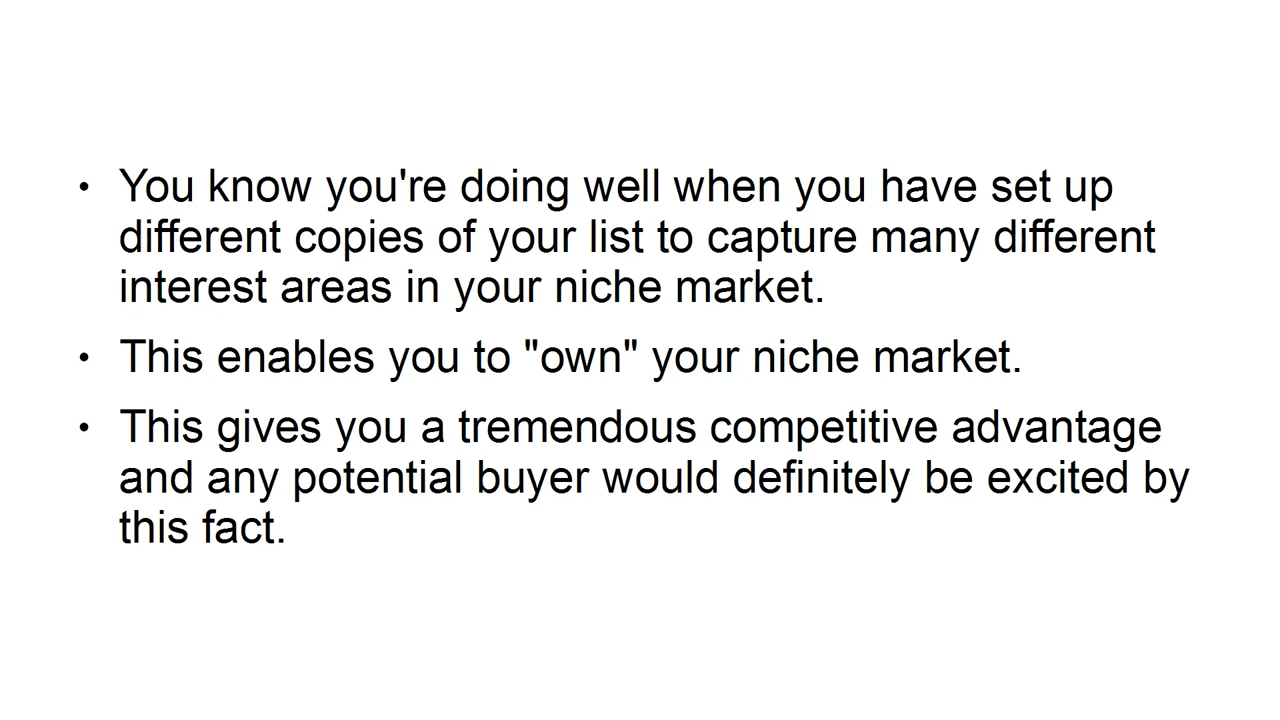 • You know you're doing well when you have set up
different copies of your list to capture many different
interest areas in your niche market.
• This enables you to "own" your niche market.
• This gives you a tremendous competitive advantage
and any potential buyer would definitely be excited by
this fact.